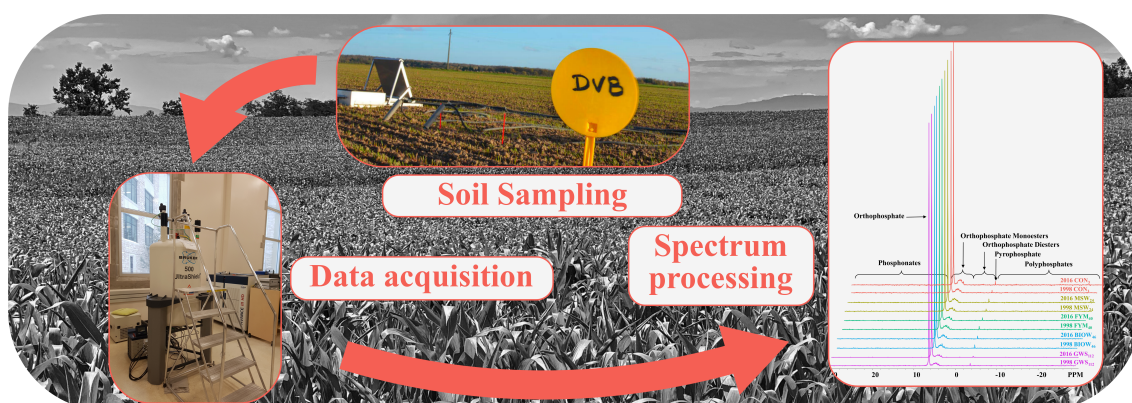 DVB
Soil Sampling
BRUKER
500
UltraShield
Data acquisition
Spectrum
processing
Orthophosphate
Orthophosphate Monoesters
Orthophosphate Diesters
Pyrophosphate
Phosphonates
Polyphosphates
2016 CON
1998 CON
2016 MSW
1998 MSW
2016 FYM
1998 FYM
2016 BIOW
1998 BIOW
2016 GWS
1998 GWS
20 10 0 -10 -20 PPM